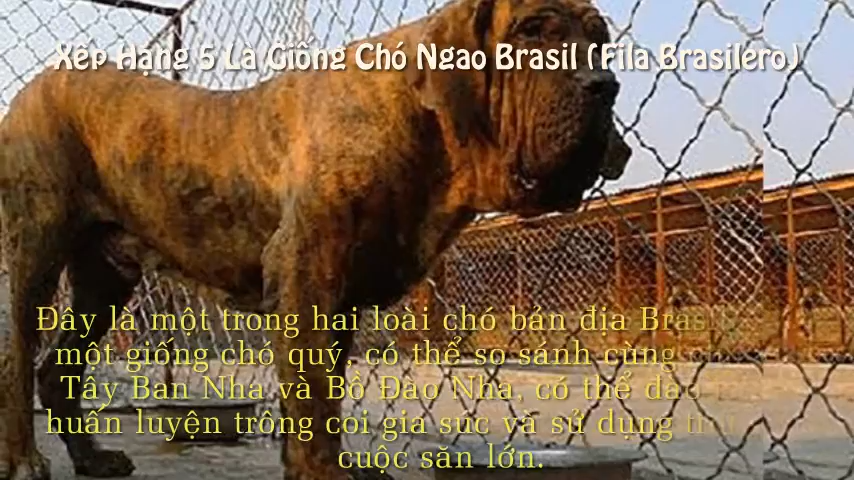 Xếp Hạng 5 Là Giống Chó Ngao Brasil (Fila Brasilero)
Đây là một trong hai loài chó bản địa
một giống chó quý, có thể so sánh cùng
Tây Ban Nha và Bồ Đào Nha, có thể
huấn luyện trông coi gia súc và sử dụng
cuộc săn lớn.